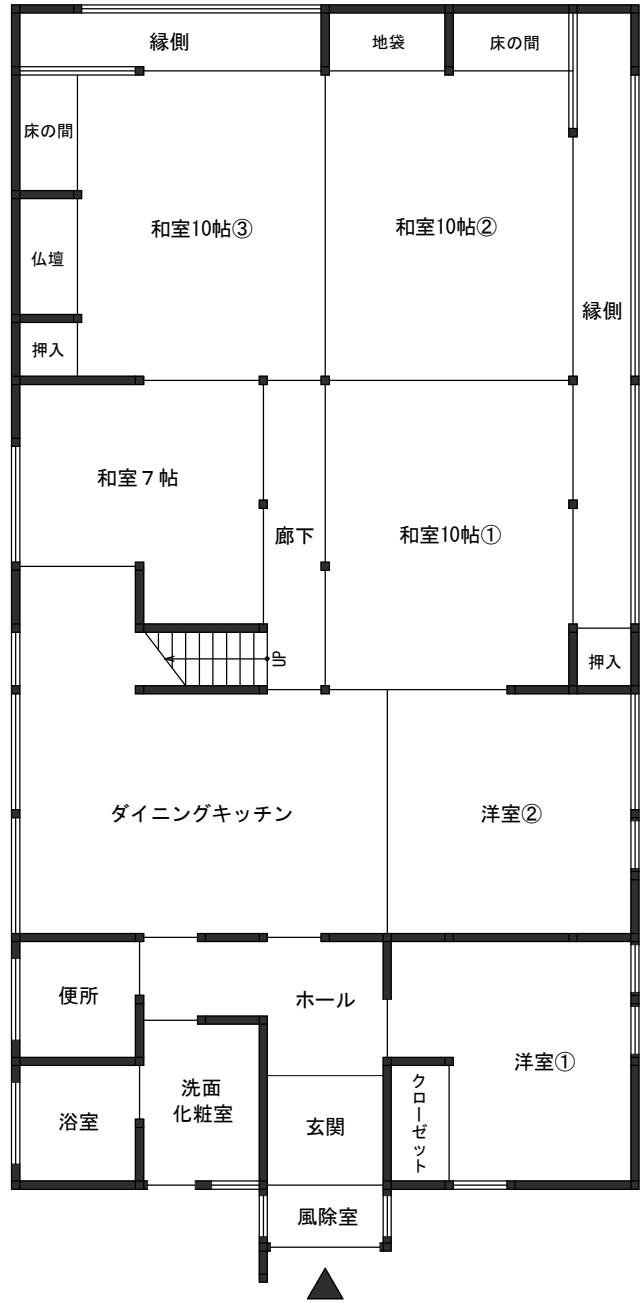 縁側
地袋
床の間
床の間
和室10帖③
和室10帖②
仏壇
縁側
押入
和室７帖
廊下
和室10帖①
UP
押入
ダイニングキッチン
洋室②
便所
ホール
洋室①
洗面
化粧室
クローゼット
浴室
玄関
風除室